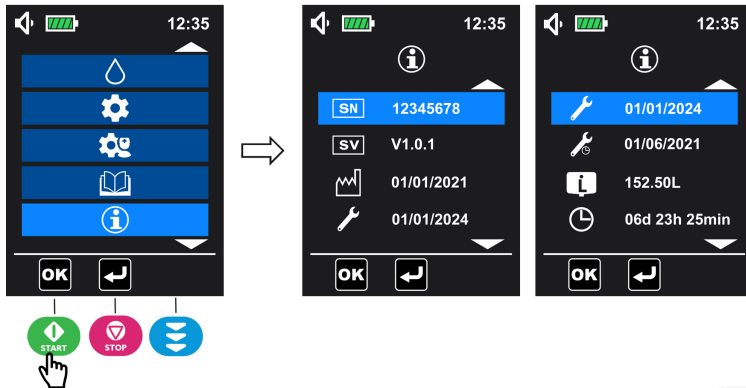 12:35
OK
START
STOP
12:35
SN 12345678
SV V1.0.1
01/01/2021
01/01/2024
OK
12:35
01/01/2024
01/06/2021
L 152.50L
06d 23h 25min
OK